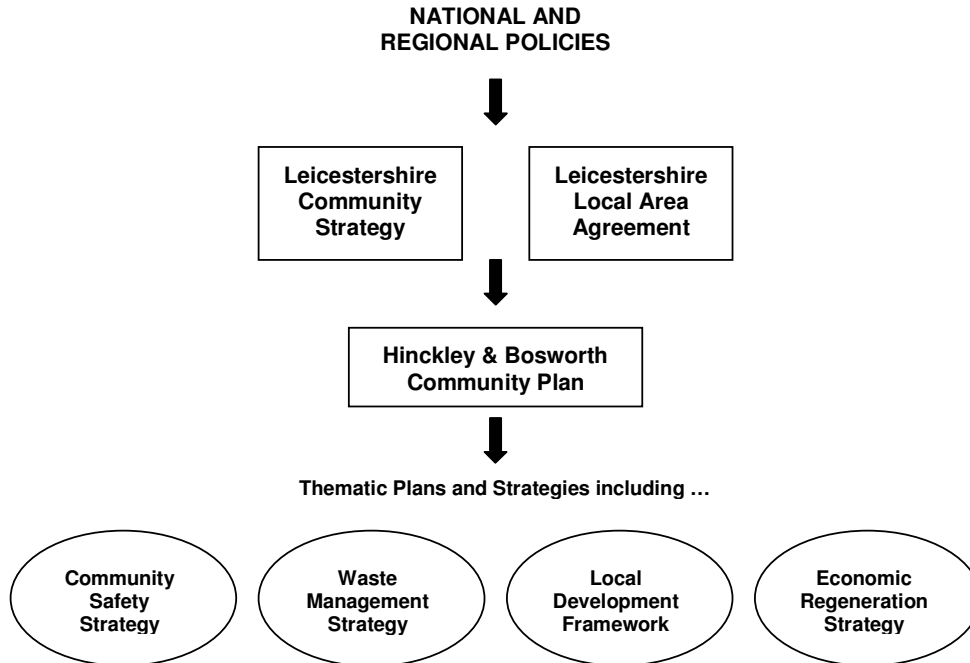 NATIONAL AND
REGIONAL POLICIES
Leicestershire
Community
Strategy
Leicestershire
Local Area
Agreement
Hinckley & Bosworth
Community Plan
Thematic Plans and Strategies including …
Community
Safety
Strategy
Waste
Management
Strategy
Local
Development
Framework
Economic
Regeneration
Strategy